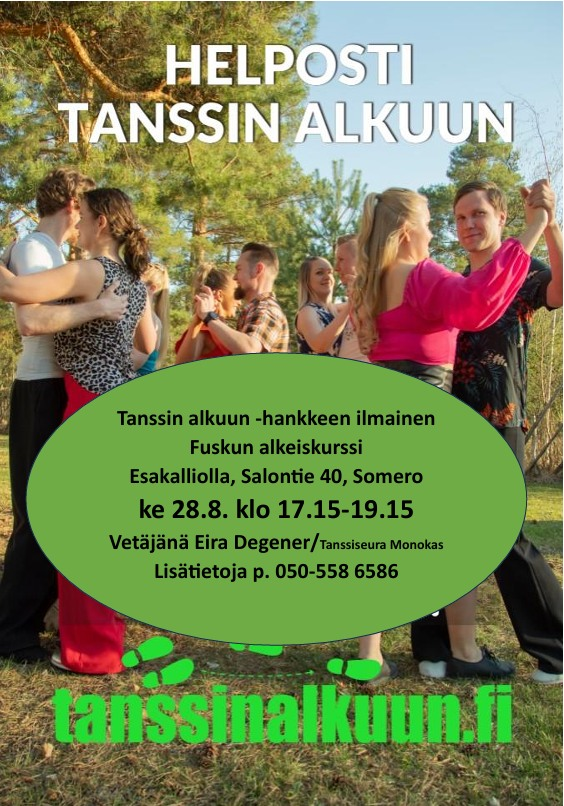 HELPOSTI
TANSSIN ALKUUN
Tanssin alkuun -hankkeen ilmainen
Fuskun alkeiskurssi
Esakalliolla, Salontie 40, Somero
ke 28.8. klo 17.15-19.15
Vetäjänä Eira Degener/Tanssiseura Monokas
Lisätietoja p. 050-558 6586
tanssinalkuun.fi